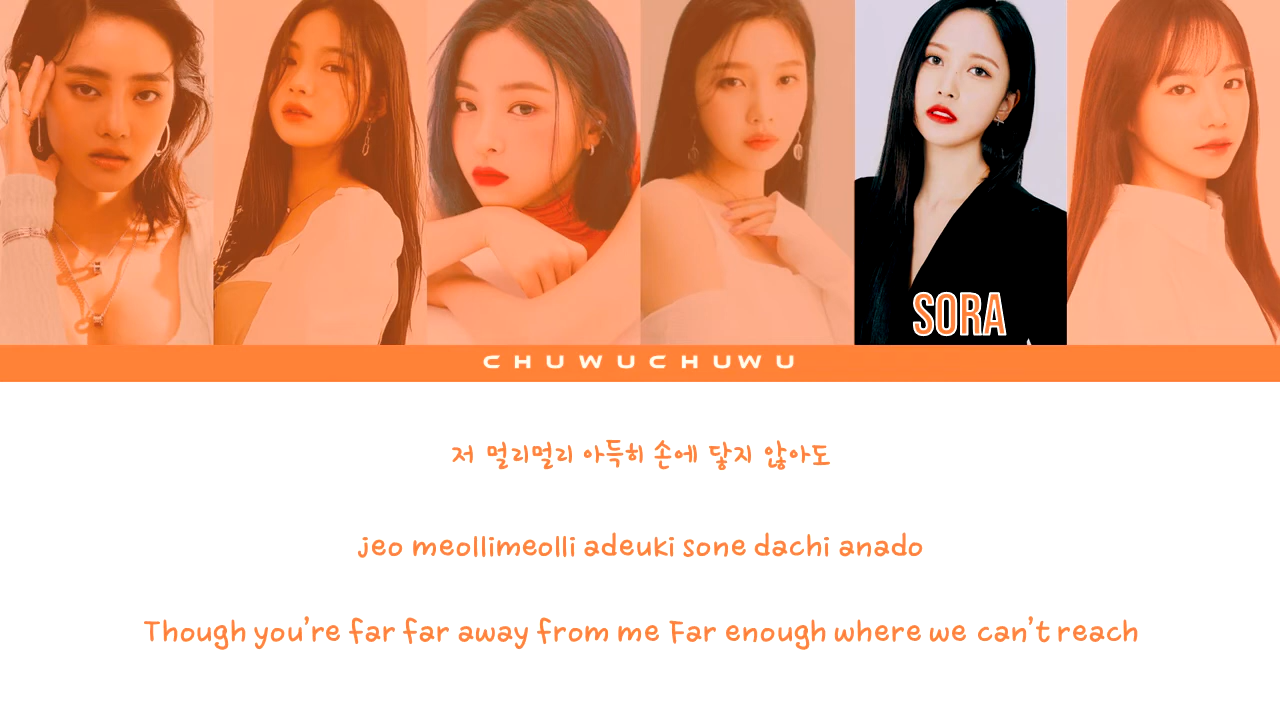 SORA
CHUWUCHUWU
저 멀리멀리 아득히 손에 닿지 않아도
jeo meollimeolli adeuki sone dachi anado
Though you're far far away from me Far enough where we can't reach